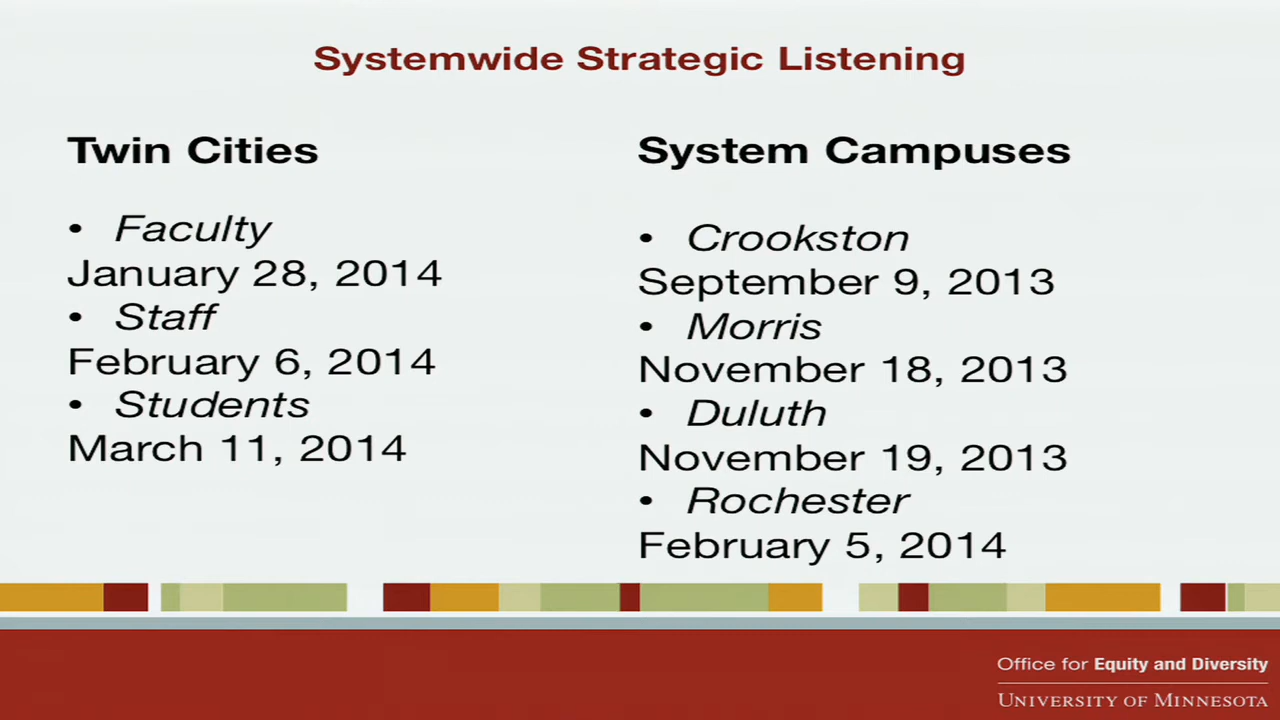 Systemwide Strategic Listening
Twin Cities
• Faculty
January 28, 2014
• Staff
February 6, 2014
• Students
March 11, 2014
System Campuses
• Crookston
September 9, 2013
• Morris
November 18, 2013
• Duluth
November 19, 2013
• Rochester
February 5, 2014
Office for Equity and Diversity
UNIVERSITY OF MINNESOTA